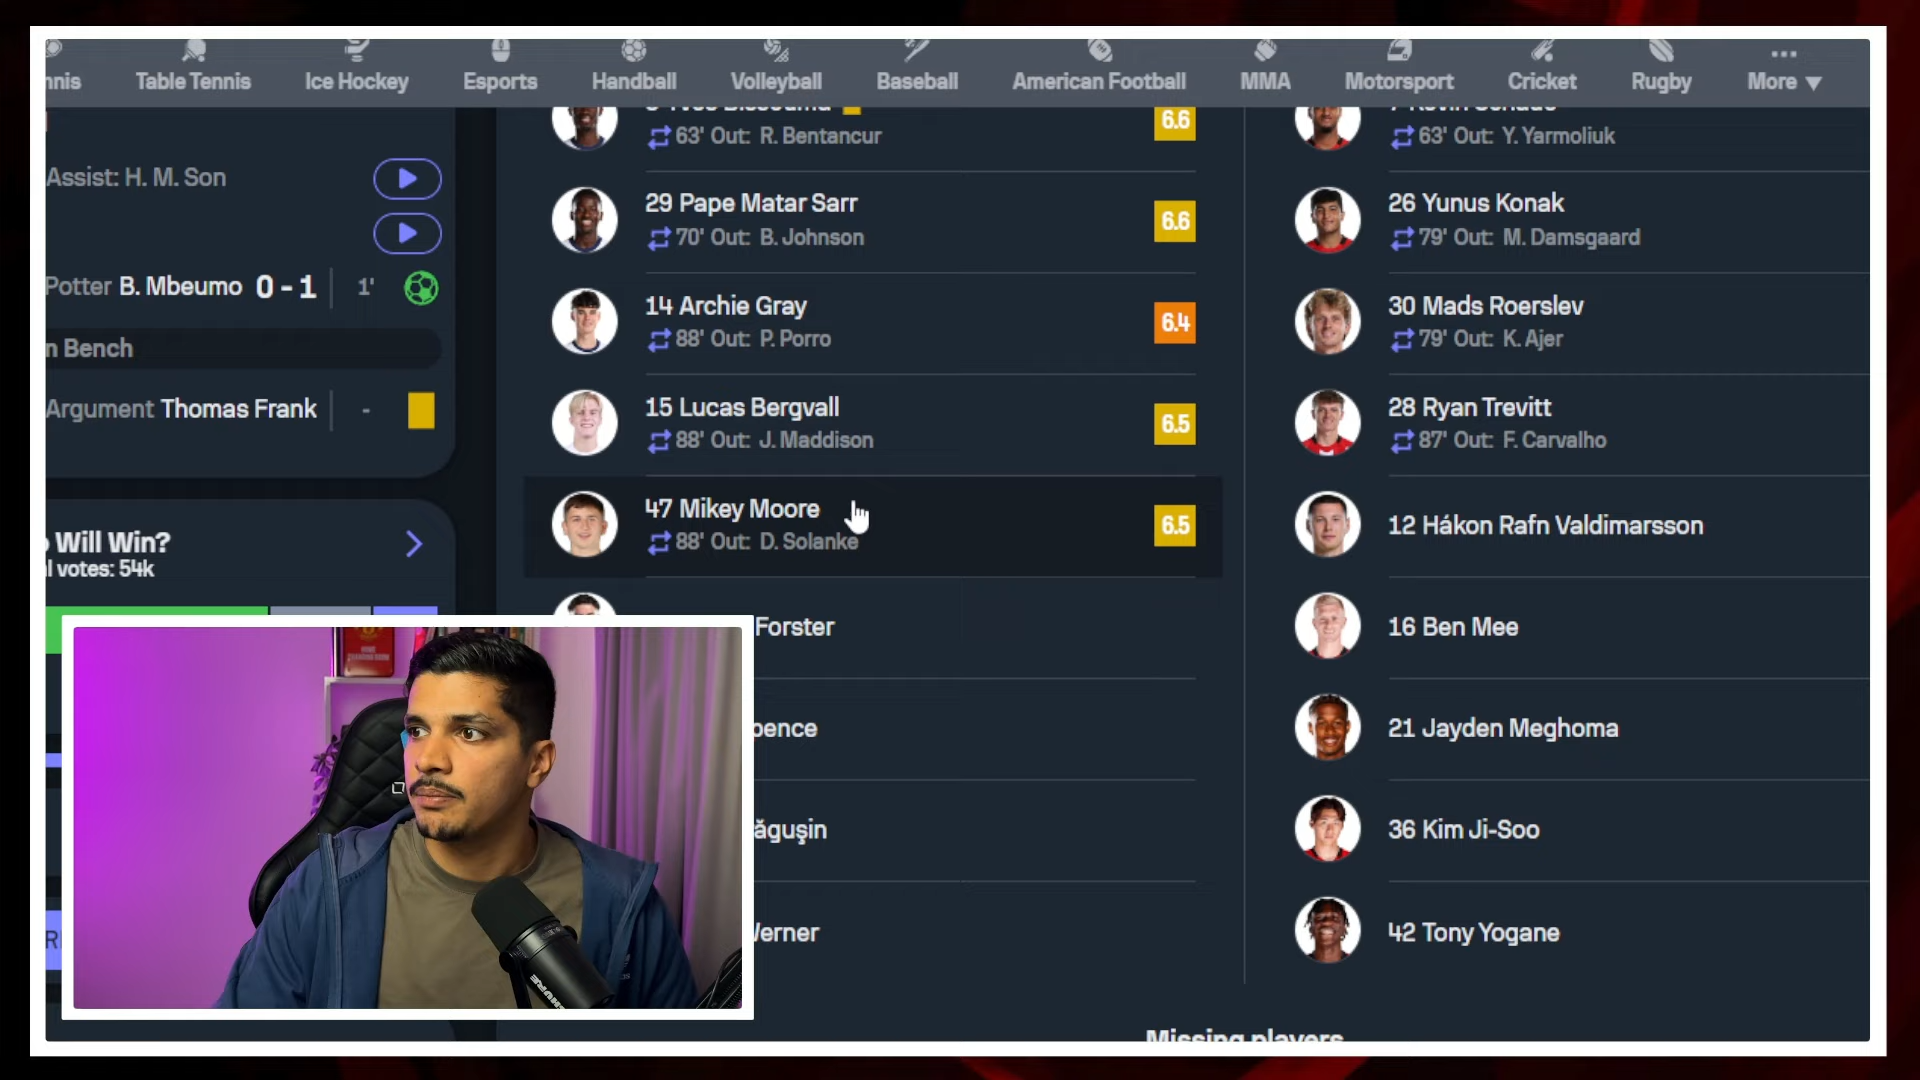 Table Tennis
Ice Hockey
Esports
Handball
Volleyball
Baseball
American Football
MMA
Motorsport
Cricket
Rugby
More ▼
Assist: H. M. Son
Potter B. Mbeumo 0 - 1 1'
n Bench
Argument Thomas Frank -
Will Win?
l votes: 54k
6.6
63' Out: R. Bentancur
29 Pape Matar Sarr
70' Out: B. Johnson
6.6
14 Archie Gray
88' Out: P. Porro
6.4
15 Lucas Bergvall
88' Out: J. Maddison
6.5
47 Mikey Moore
88' Out: D. Solanke
6.5
Forster
pence
ăgușin
Werner
63' Out: Y. Yarmoliuk
26 Yunus Konak
79' Out: M. Damsgaard
30 Mads Roerslev
79' Out: K. Ajer
28 Ryan Trevitt
87' Out: F. Carvalho
12 Hákon Rafn Valdimarsson
16 Ben Mee
21 Jayden Meghoma
36 Kim Ji-Soo
42 Tony Yogane
Missing players
SHURE